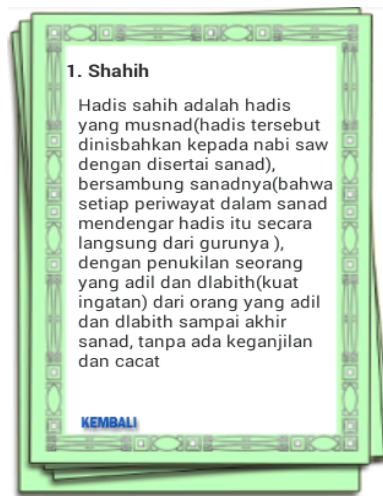 1. Shahih
Hadis sahih adalah hadis
yang musnad(hadis tersebut
dinisbahkan kepada nabi saw
dengan disertai sanad),
bersambung sanadnya(bahwa
setiap periwayat dalam sanad
mendengar hadis itu secara
langsung dari gurunya ),
dengan penukilan seorang
yang adil dan dlabith(kuat
ingatan) dari orang yang adil
dan dlabith sampai akhir
sanad, tanpa ada keganjilan
dan cacat
KEMBALI